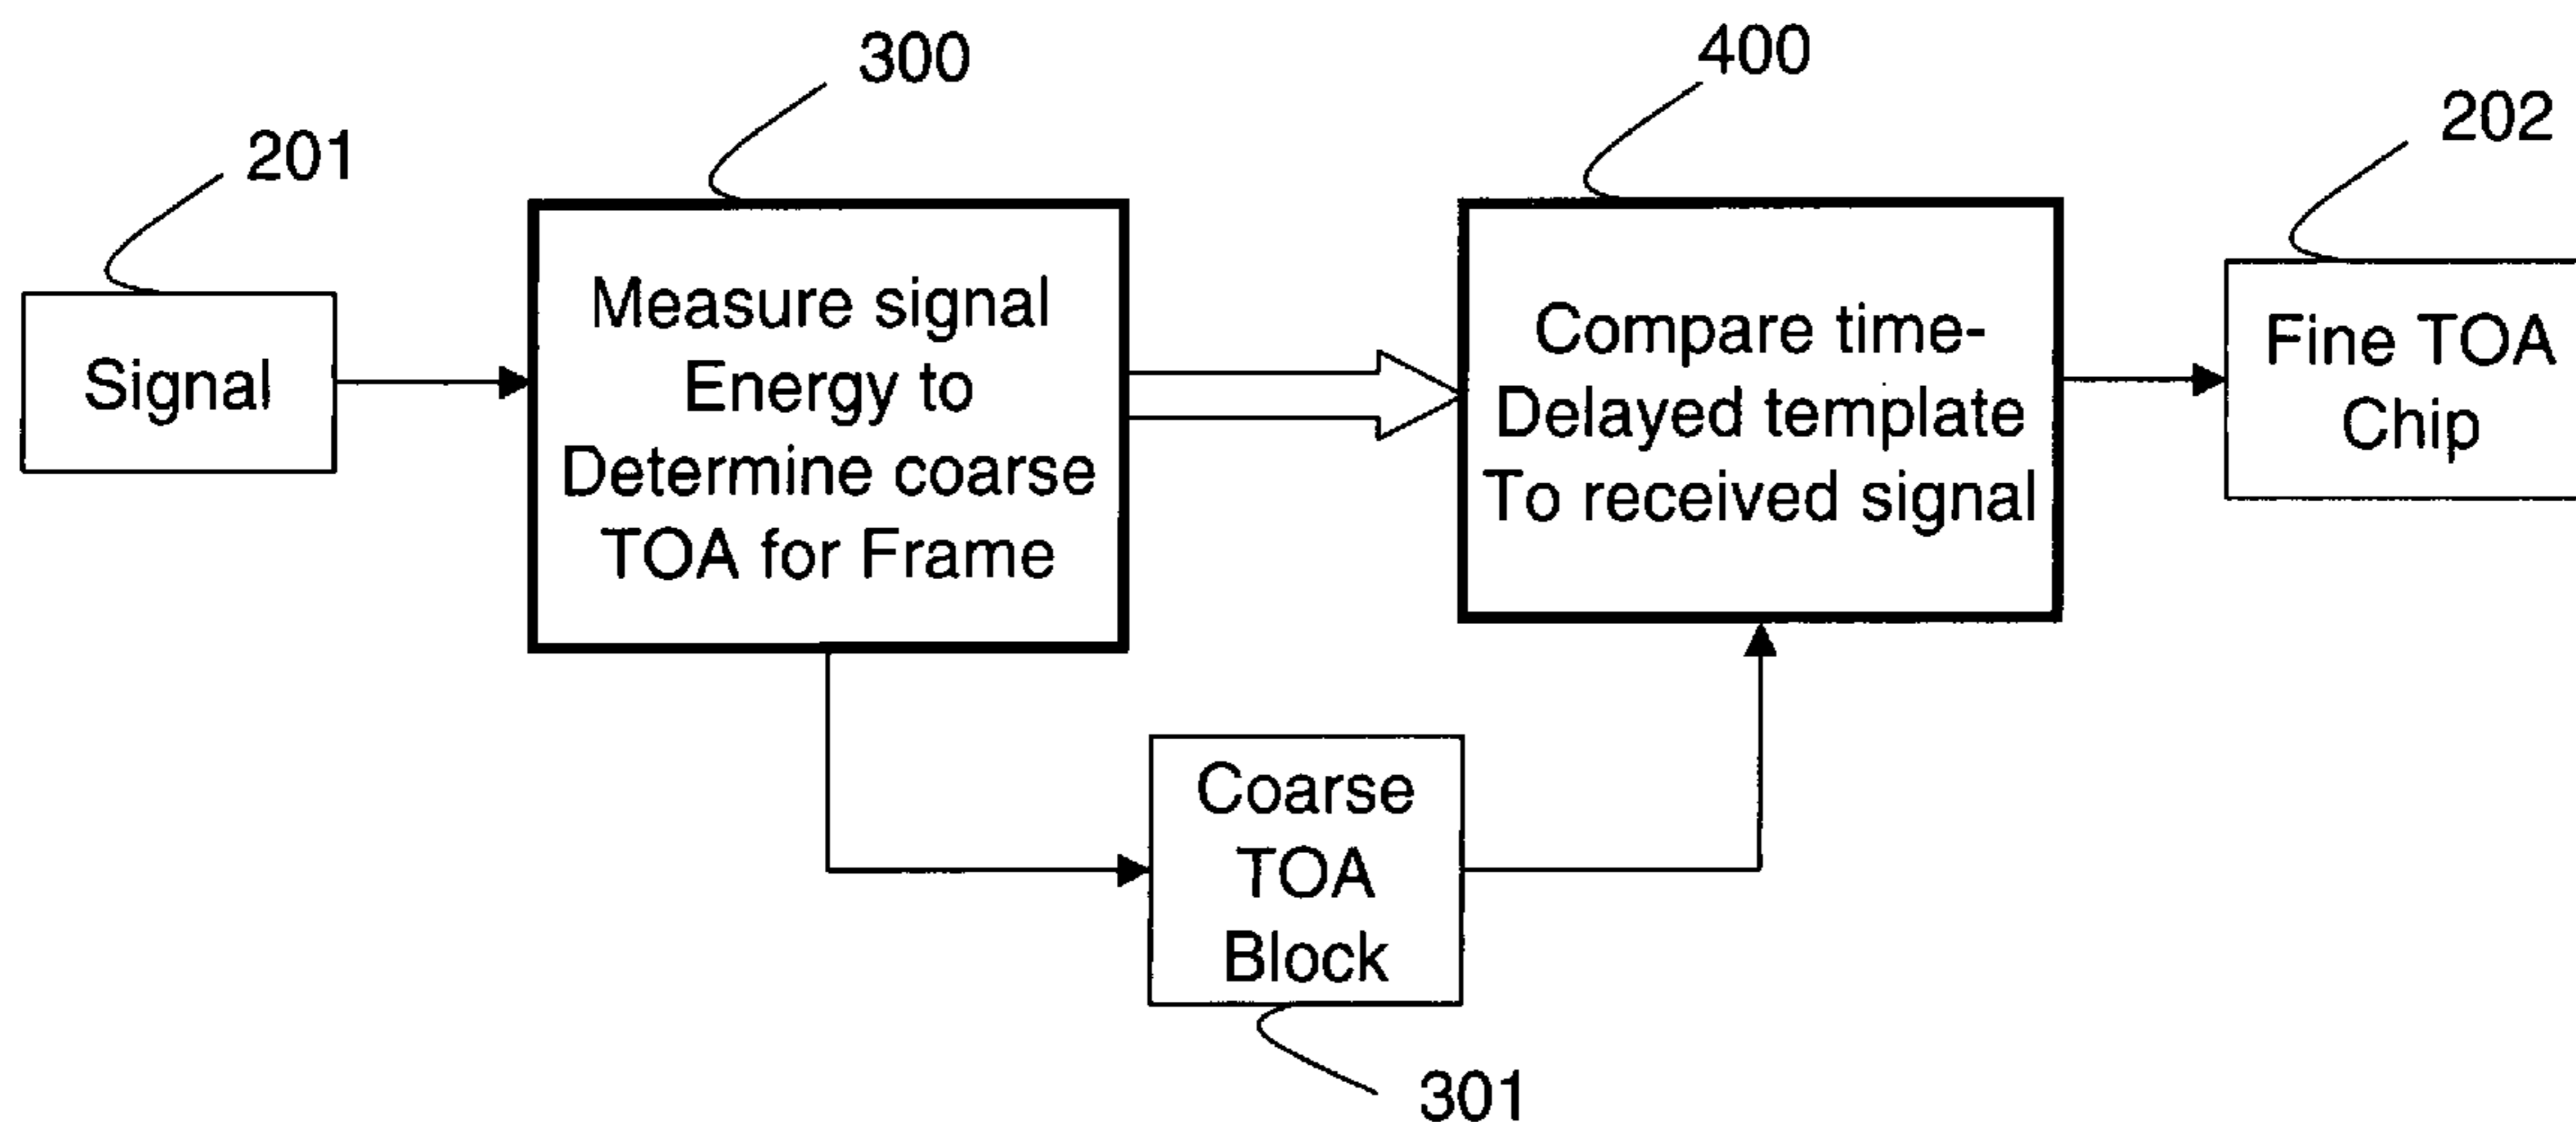 300
400
202
201
Signal
Measure signal
Energy to
Determine coarse
TOA for Frame
Compare time-
Delayed template
To received signal
Fine TOA
Chip
Coarse
TOA
Block
301